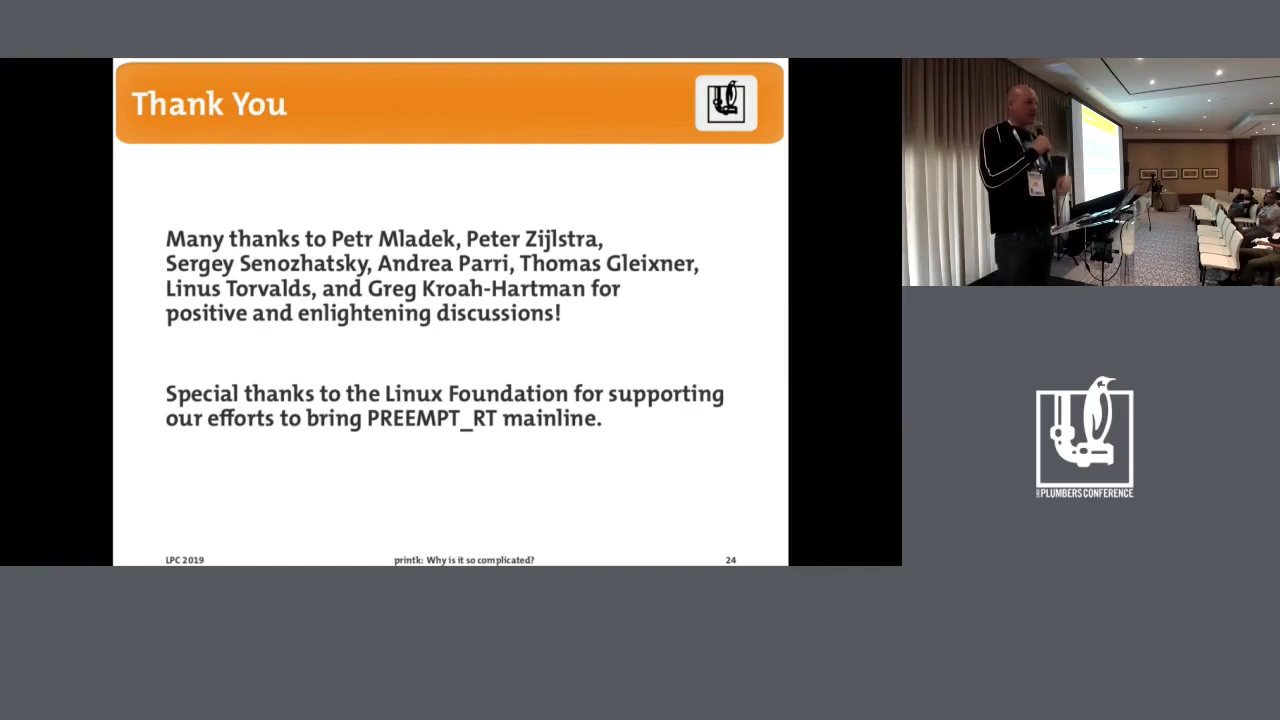 Thank You
Many thanks to Petr Mladek, Peter Zijlstra,
Sergey Senozhatsky, Andrea Parri, Thomas Gleixner,
Linus Torvalds, and Greg Kroah-Hartman for
positive and enlightening discussions!
Special thanks to the Linux Foundation for supporting
our efforts to bring PREEMPT_RT mainline.
LPC 2019
printk: Why is it so complicated?
24
PLUMBERS CONFERENCE